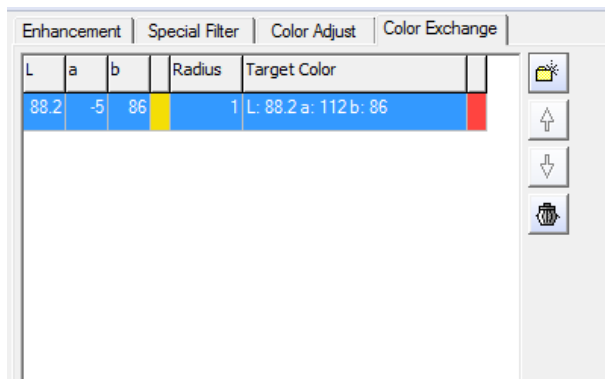 Enhancement Special Filter Color Adjust Color Exchange
L a b Radius Target Color
88.2 -5 86 1 L: 88.2 a: 112 b: 86